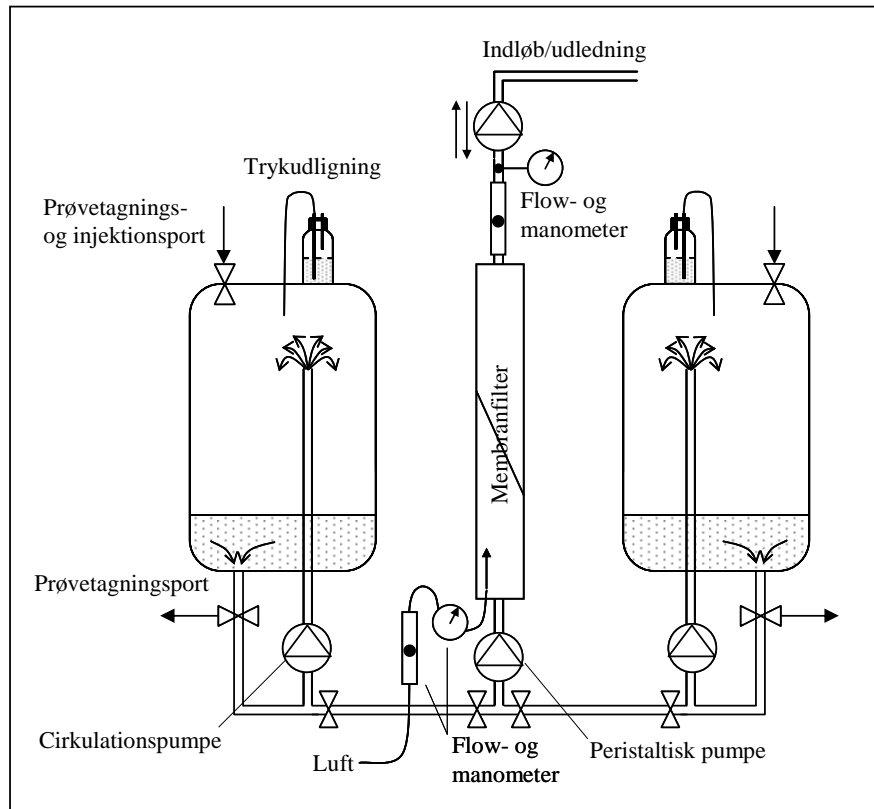 Indløb/udledning
Trykudligning
Prøvetagnings-
og injektionsport
Flow- og
manometer
Membranfilter
Prøvetagningsport
Cirkulationspumpe
Luft
Flow- og
manometer
Peristaltisk pumpe